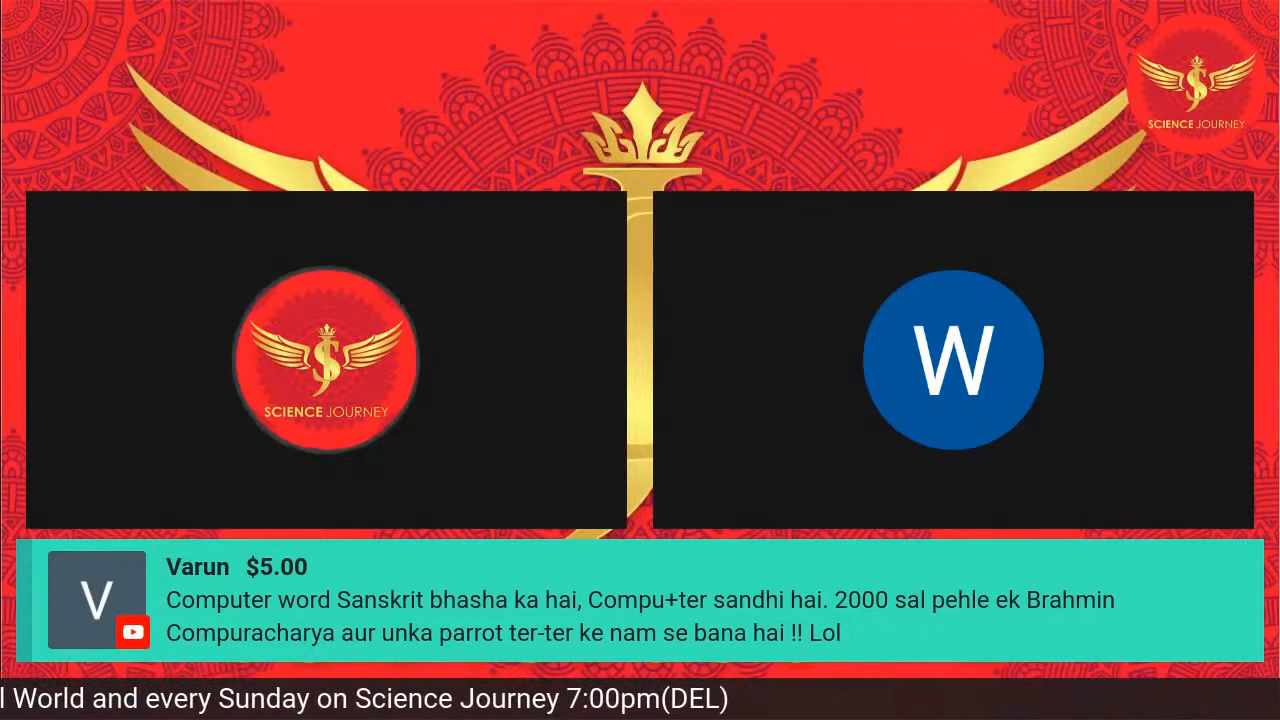 SCIENCE JOURNEY
SCIENCE JOURNEY
W
V
Varun $5.00
Computer word Sanskrit bhasha ka hai, Compu+ter sandhi hai. 2000 sal pehle ek Brahmin
Compuracharya aur unka parrot ter-ter ke nam se bana hai !! Lol
l World and every Sunday on Science Journey 7:00pm(DEL)